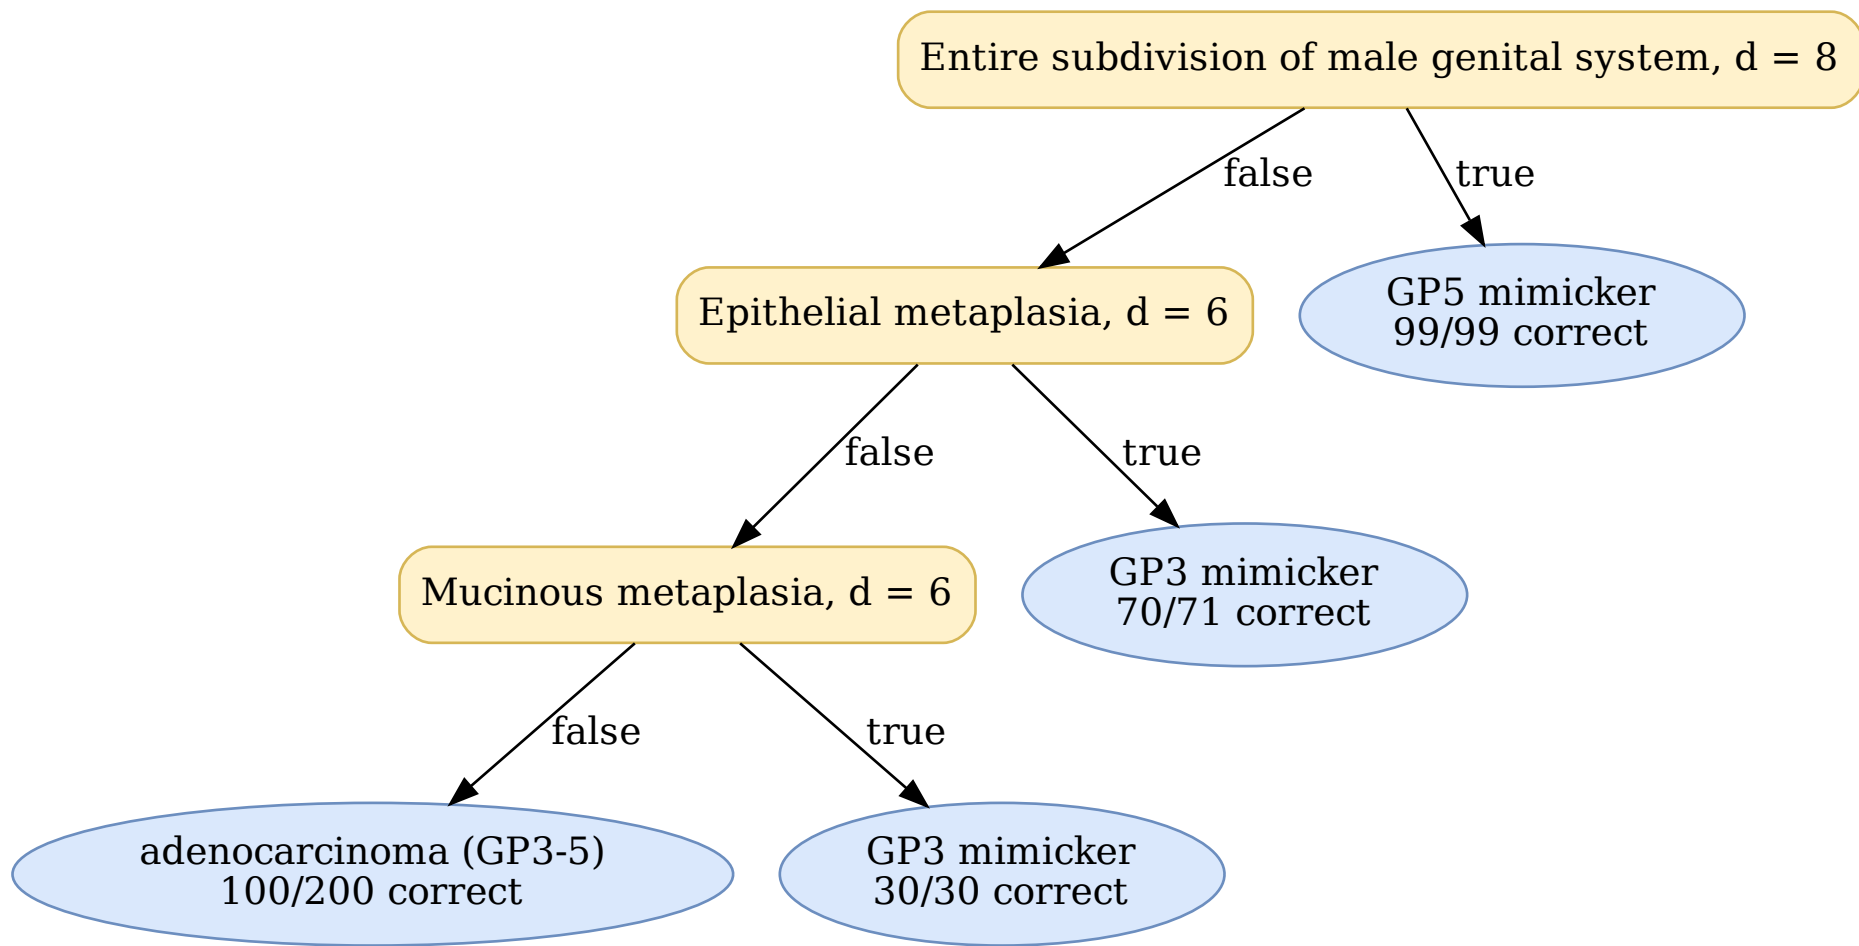 Entire subdivision of male genital system, d = 8
false
true
Epithelial metaplasia, d = 6
GP5 mimicker
99/99 correct
false
true
Mucinous metaplasia, d = 6
GP3 mimicker
70/71 correct
false
true
adenocarcinoma (GP3-5)
100/200 correct
GP3 mimicker
30/30 correct